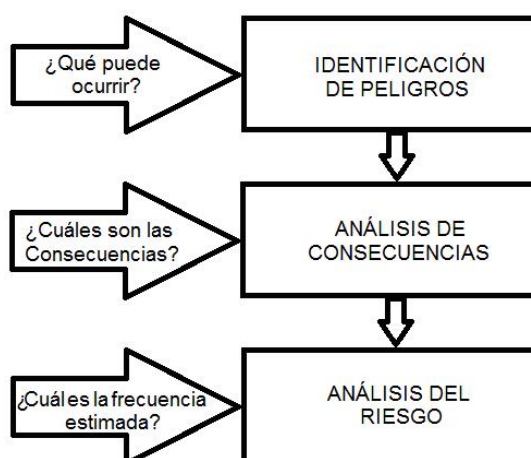 ¿Qué puede
ocurrir?
IDENTIFICACIÓN
DE PELIGROS
¿Cuáles son las
Consecuencias?
ANÁLISIS DE
CONSECUENCIAS
¿Cuál es la frecuencia
estimada?
ANÁLISIS DEL
RIESGO